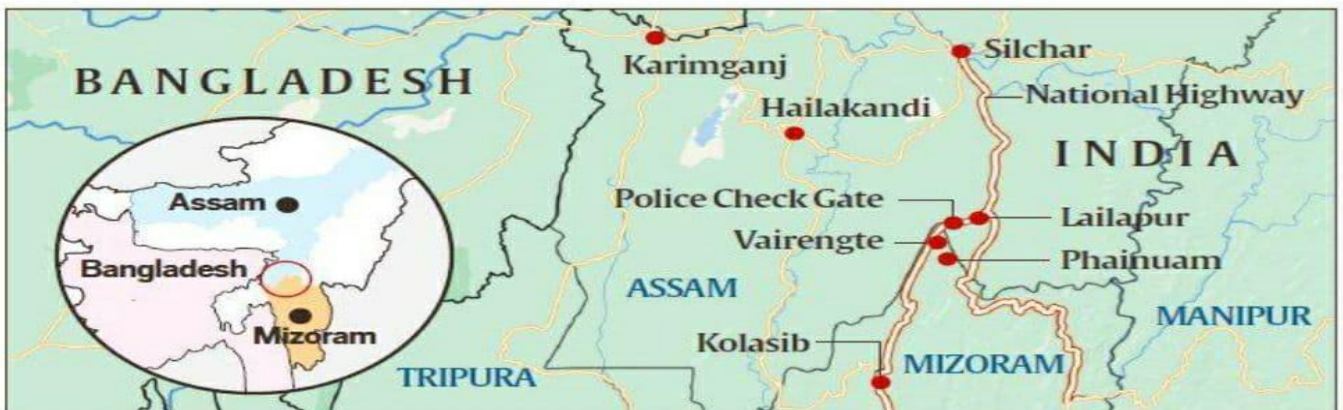 BANGLADESH
Karimganj
Silchar
Hailakandi
National Highway
INDIA
Assam
Police Check Gate
Lailapur
Vairengte
Phainuam
Bangladesh
ASSAM
MANIPUR
Mizoram
Kolasib
MIZORAM
TRIPURA